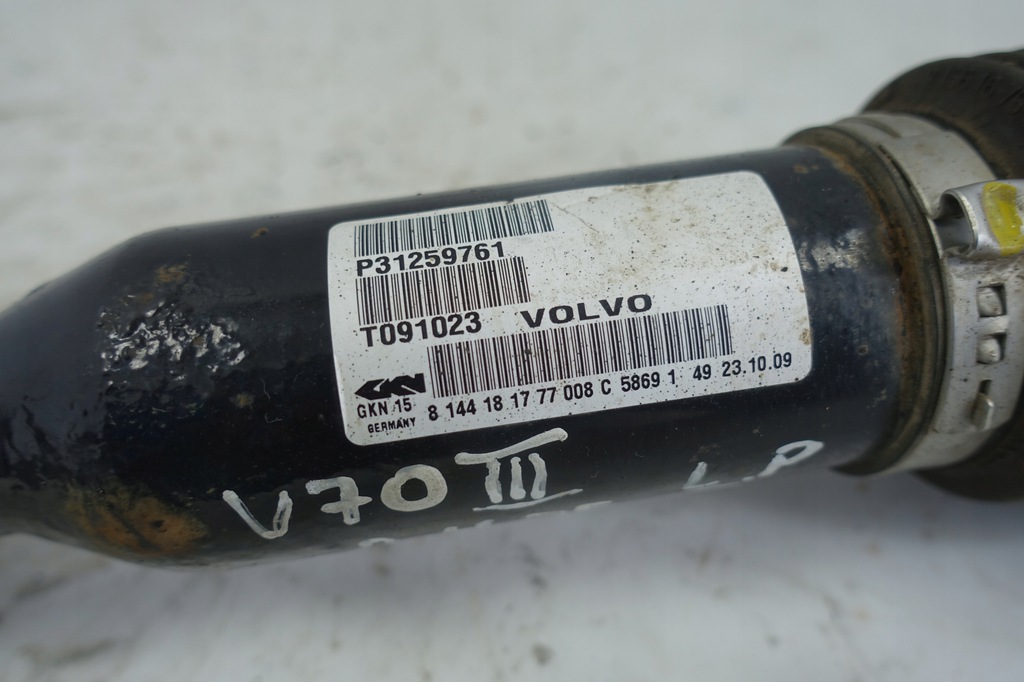 P31259761
T091023 VOLVO
GKN
GKN 15
GERMANY
8 144 18 17 77 008 C 5869 1 49 23.10.09
V70 III
L.P